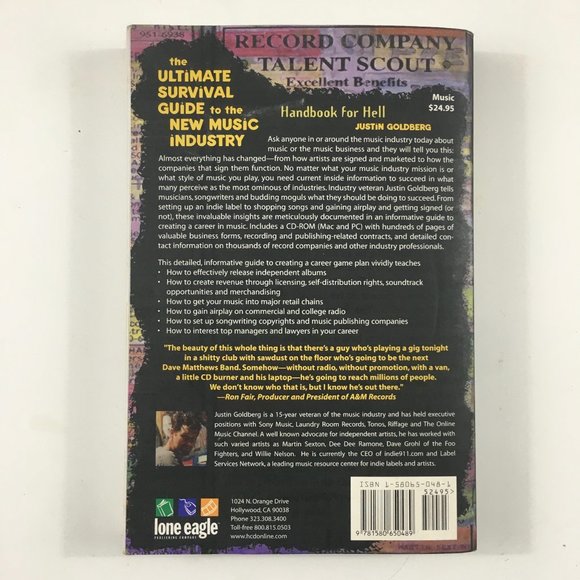 951-6938
RECORD COMPANY
TALENT SCOUT
Excellent Benefits
the
ULTIMATE
SURVIVAL
GUIDE to the
NEW MUSIC
INDUSTRY
Music
$24.95
Handbook for Hell
JUSTIN GOLDBERG
Ask anyone in or around the music industry today about
music or the music business and they will tell you this:
Almost everything has changed—from how artists are signed and marketed to how the
companies that sign them function. No matter what your music industry mission is or
what style of music you play, you need current inside information to succeed in what
many perceive as the most ominous of industries. Industry veteran Justin Goldberg tells
musicians, songwriters and budding moguls what they should be doing to succeed. From
setting up an indie label to shopping songs and gaining airplay and getting signed (or
not), these invaluable insights are meticulously documented in an informative guide to
creating a career in music. Includes a CD-ROM (Mac and PC) with hundreds of pages of
valuable business forms, recording and publishing-related contracts, and detailed con-
tact information on thousands of record companies and other industry professionals.
This detailed, informative guide to creating a career game plan vividly teaches
• How to effectively release independent albums
• How to create revenue through licensing, self-distribution rights, soundtrack
opportunities and merchandising
• How to get your music into major retail chains
• How to gain airplay on commercial and college radio
• How to set up songwriting copyrights and music publishing companies
• How to interest top managers and lawyers in your career
"The beauty of this whole thing is that there's a guy who's playing a gig tonight
in a shitty club with sawdust on the floor who's going to be the next
Dave Matthews Band. Somehow—without radio, without promotion, with a van,
a little CD burner and his laptop—he's going to reach millions of people.
We don't know who that is, but I know he's out there."
—Ron Fair, Producer and President of A&M Records
Justin Goldberg is a 15-year veteran of the music industry and has held executive
positions with Sony Music, Laundry Room Records, Tonos, Riffage and The Online
Music Channel. A well known advocate for independent artists, he has worked with
such varied artists as Martin Sexton, Dee Dee Ramone, Dave Grohl of the Foo
Fighters, and Willie Nelson. He is currently the CEO of indie911.com and Label
Services Network, a leading music resource center for indie labels and artists.
lone eagle
PUBLISHING COMPANY
1024 N. Orange Drive
Hollywood, CA 90038
Phone 323.308.3400
Toll-free 800.815.0503
www.hcdonline.com
ISBN 1-58065-048-1
52495>
9 781580 650489